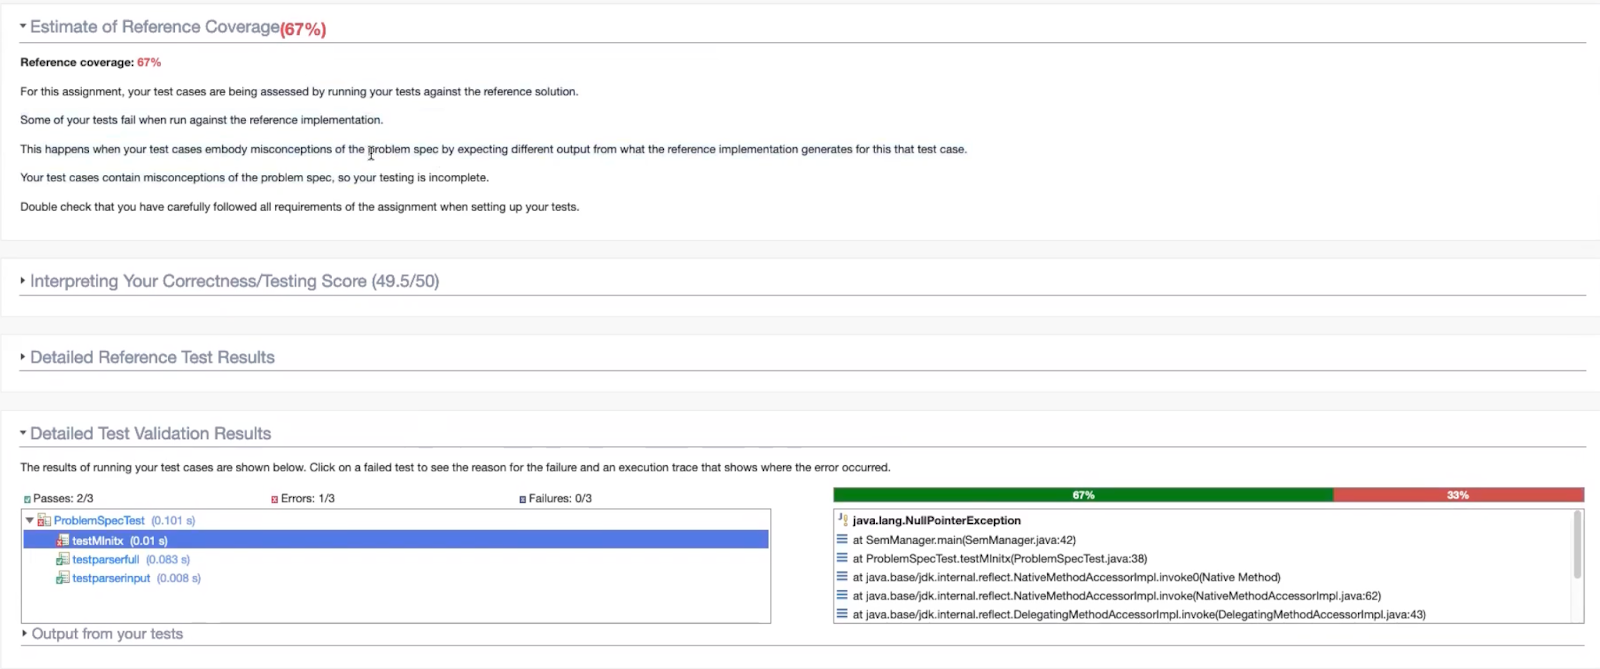 Estimate of Reference Coverage(67%)
Reference coverage: 67%
For this assignment, your test cases are being assessed by running your tests against the reference solution.
Some of your tests fail when run against the reference implementation.
This happens when your test cases embody misconceptions of the problem spec by expecting different output from what the reference implementation generates for this that test case.
Your test cases contain misconceptions of the problem spec, so your testing is incomplete.
Double check that you have carefully followed all requirements of the assignment when setting up your tests.
Interpreting Your Correctness/Testing Score (49.5/50)
Detailed Reference Test Results
Detailed Test Validation Results
The results of running your test cases are shown below. Click on a failed test to see the reason for the failure and an execution trace that shows where the error occurred.
Passes: 2/3
Errors: 1/3
Failures: 0/3
ProblemSpecTest (0.101 s)
testMInitx (0.01 s)
testparserfull (0.083 s)
testparserinput (0.008 s)
67%
33%
java.lang.NullPointerException
at SemManager.main(SemManager.java:42)
at ProblemSpecTest.testMInitx(ProblemSpecTest.java:38)
at java.base/jdk.internal.reflect.NativeMethodAccessorImpl.invoke0(Native Method)
at java.base/jdk.internal.reflect.NativeMethodAccessorImpl.invoke(NativeMethodAccessorImpl.java:62)
at java.base/jdk.internal.reflect.DelegatingMethodAccessorImpl.invoke(DelegatingMethodAccessorImpl.java:43)
Output from your tests